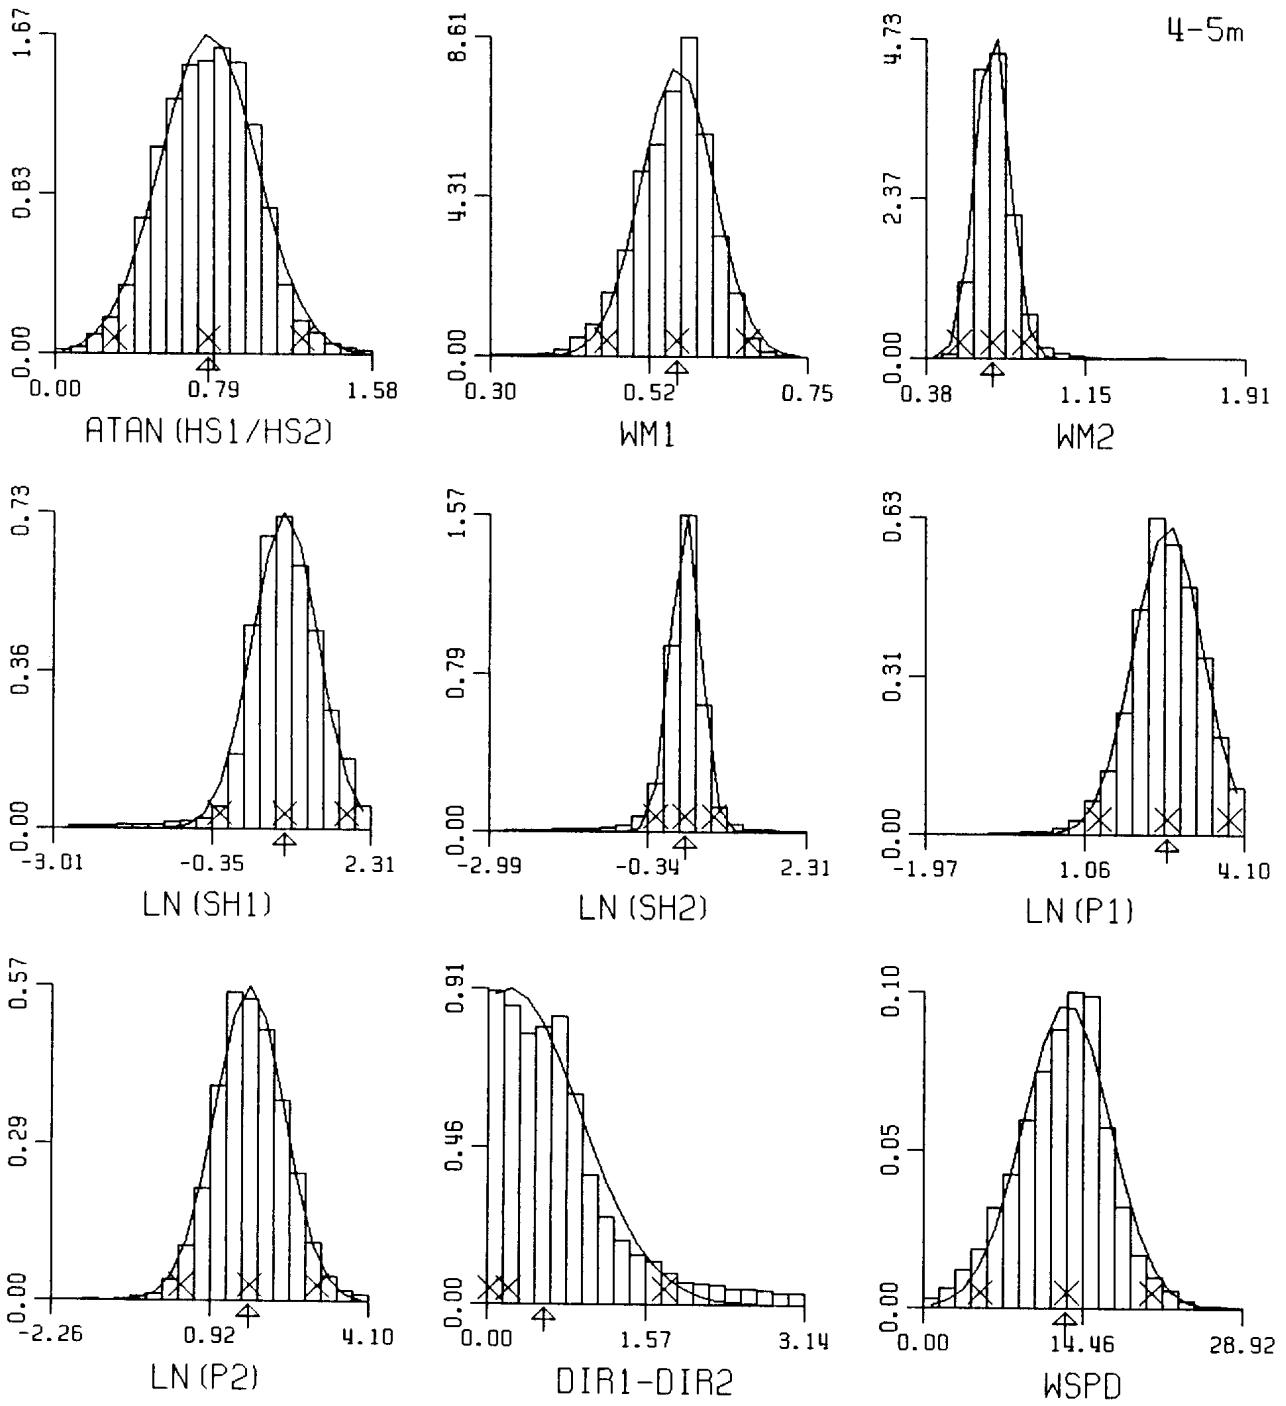 4-5m
1.67
0.83
0.00
0.00 0.79 1.58
ATAN(HS1/HS2)
8.61
4.31
0.00
0.30 0.52 0.75
WM1
4.73
2.37
0.00
0.38 1.15 1.91
WM2
0.73
0.36
0.00
-3.01 -0.35 2.31
LN(SH1)
1.57
0.79
0.00
-2.99 -0.34 2.31
LN(SH2)
0.63
0.31
0.00
-1.97 1.06 4.10
LN(P1)
0.57
0.29
0.00
-2.26 0.92 4.10
LN(P2)
0.91
0.46
0.00
0.00 1.57 3.14
DIR1-DIR2
0.10
0.05
0.00
0.00 14.46 28.92
WSPD